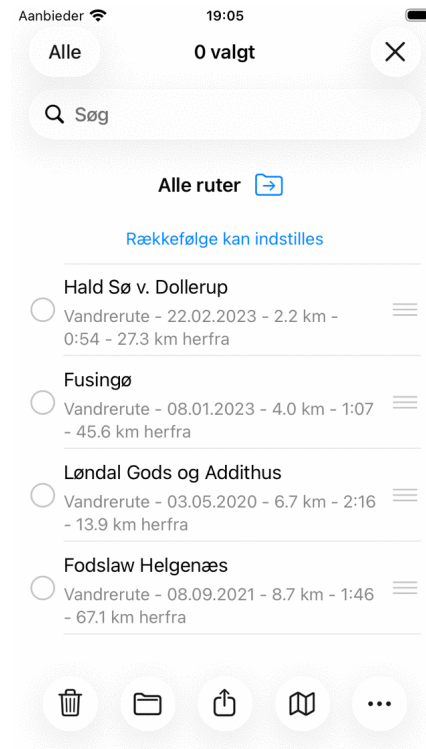 Aanbieder 19:05
Alle 0 valgt
Søg
Alle ruter
Rækkefølge kan indstilles
Hald Sø v. Dollerup
Vandrerute - 22.02.2023 - 2.2 km -
0:54 - 27.3 km herfra
Fusingø
Vandrerute - 08.01.2023 - 4.0 km - 1:07
- 45.6 km herfra
Løndal Gods og Addithus
Vandrerute - 03.05.2020 - 6.7 km - 2:16
- 13.9 km herfra
Fodslaw Helgenæs
Vandrerute - 08.09.2021 - 8.7 km - 1:46
- 67.1 km herfra